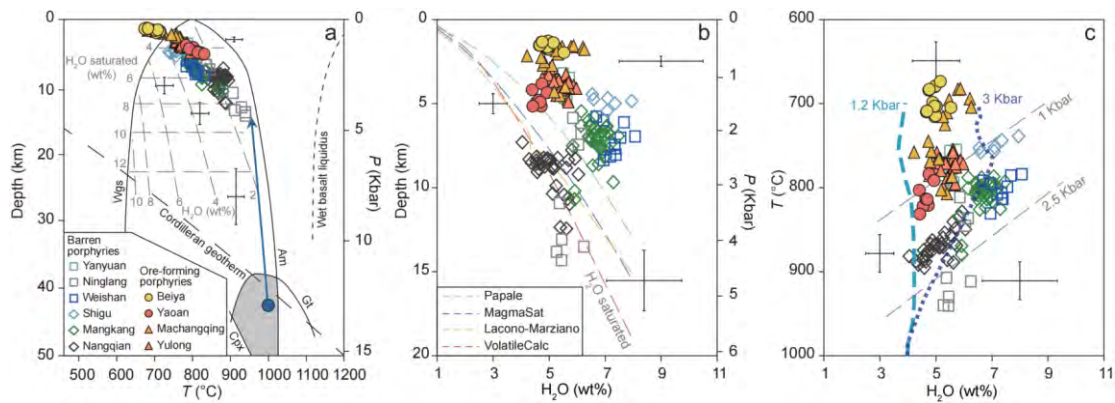 a
Depth (km)
0
10
20
30
40
50
500
600
800
1000
1200
T (°C)
0
5
10
15
P (Kbar)
H₂O saturated
(wt%)
4
6
8
10
12
10 8 6 4 2
H₂O (wt%)
Wgs
Cordilleran geotherm
Am
Gt
Cpx
Wet basalt liquidus
Barren
porphyries
Yanyuan
Ninglang
Weishan
Shigu
Mangkang
Nangqian
Ore-forming
porphyries
Beiya
Yaoan
Machangqing
Yulong
b
Depth (km)
0
5
10
15
20
1 3 5 7 9 11
H₂O (wt%)
0
1
2
3
4
5
6
P (Kbar)
Papale
MagmaSat
Lacono-Marziano
VolatileCalc
H₂O saturated
c
T (°C)
600
700
800
900
1000
1 3 5 7 9 11
H₂O (wt%)
1.2 Kbar
3 Kbar
1 Kbar
2.5 Kbar